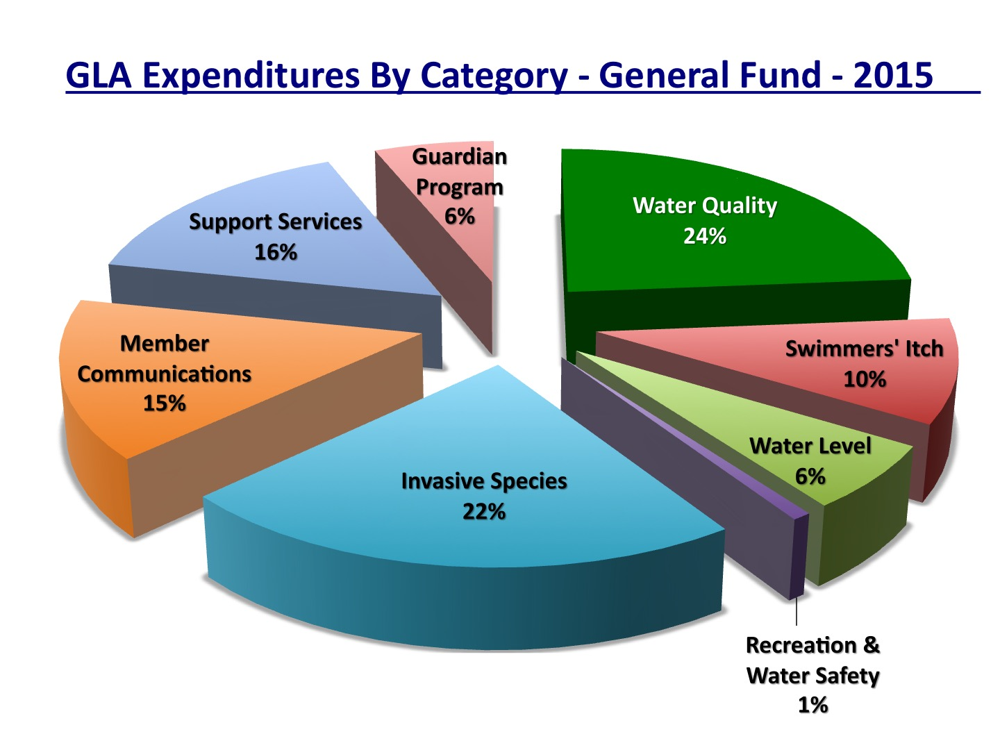 GLA Expenditures By Category - General Fund - 2015
Guardian
Program
6%
Water Quality
24%
Support Services
16%
Swimmers' Itch
10%
Member
Communications
15%
Water Level
6%
Invasive Species
22%
Recreation &
Water Safety
1%